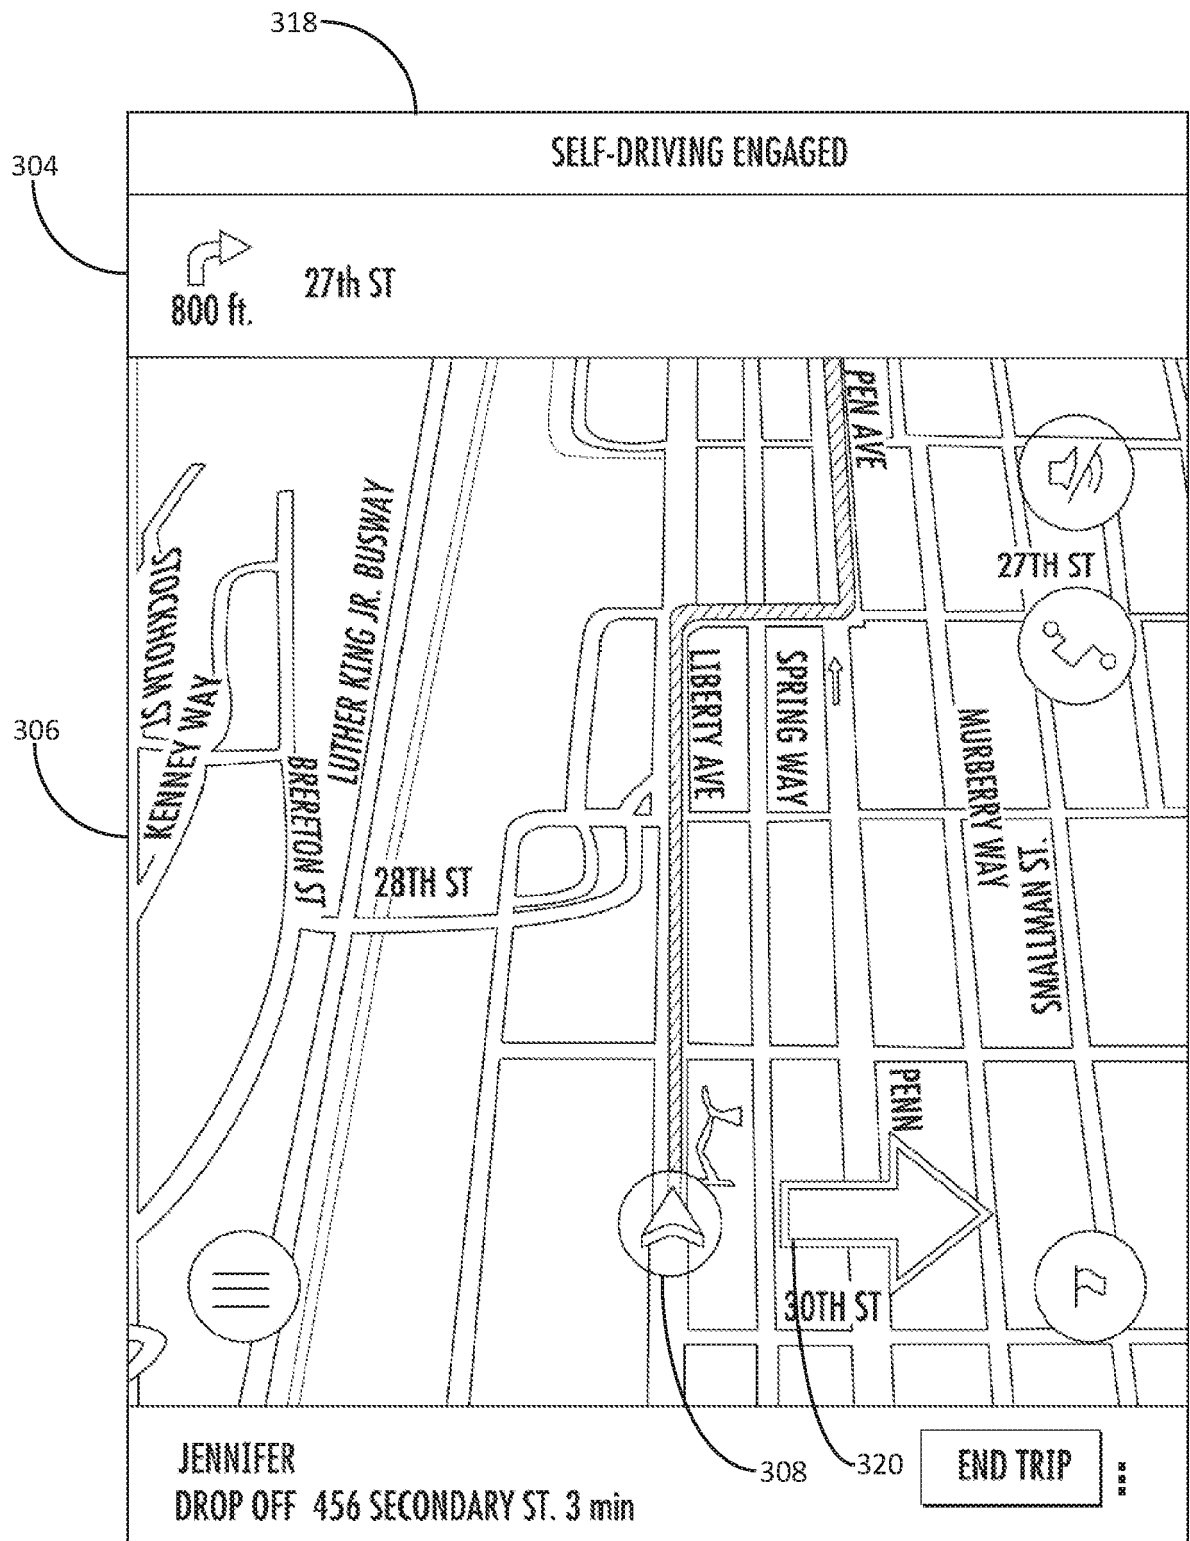 318
SELF-DRIVING ENGAGED
304
800 ft.
27th ST
PEN AVE
27TH ST
STOCKHOLM ST
KENNEY WAY
LUTHER KING JR. BUSWAY
306
BRERETON ST
LIBERTY AVE
SPRING WAY
MURBERRY WAY
SMALLMAN ST.
28TH ST
PENN
30TH ST
308
320
JENNIFER
DROP OFF 456 SECONDARY ST. 3 min
END TRIP